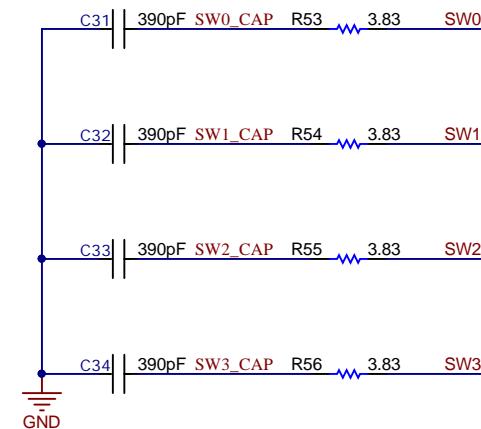 C31 390pF SW0_CAP R53 3.83 SW0
C32 390pF SW1_CAP R54 3.83 SW1
C33 390pF SW2_CAP R55 3.83 SW2
C34 390pF SW3_CAP R56 3.83 SW3
GND